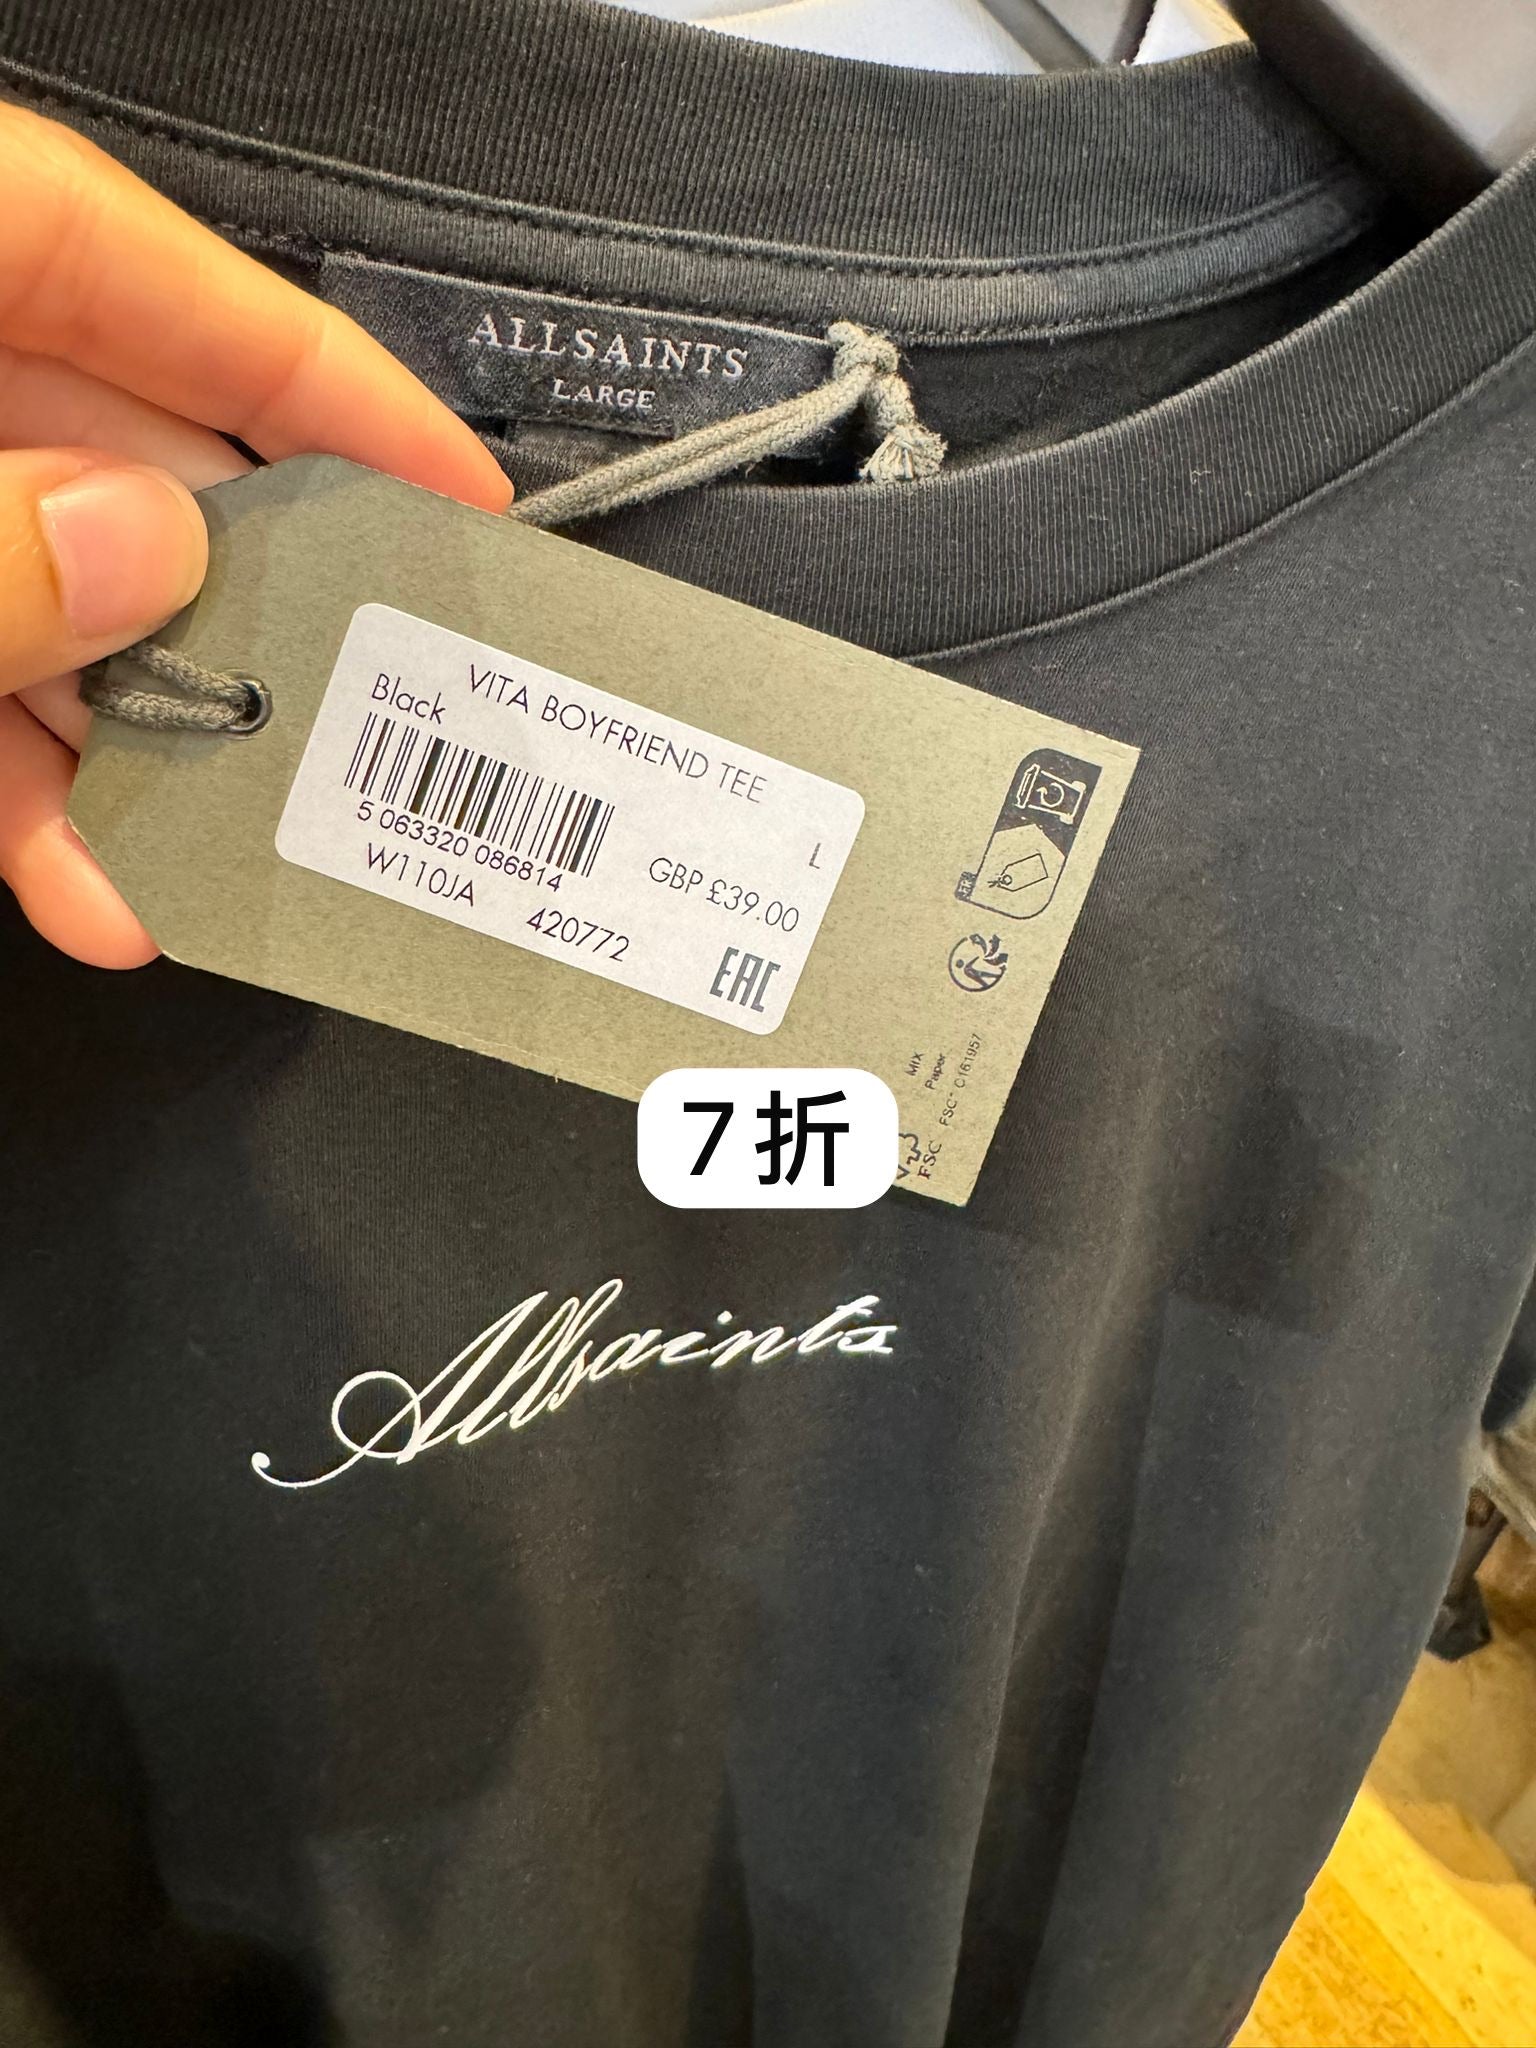 ALLSAINTS
LARGE
VITA BOYFRIEND TEE
Black
L
5 063320 086814
GBP £39.00
W110JA 420772
EAC
MIX
Paper
FSC® C161957
FSC
7折
Allsaints